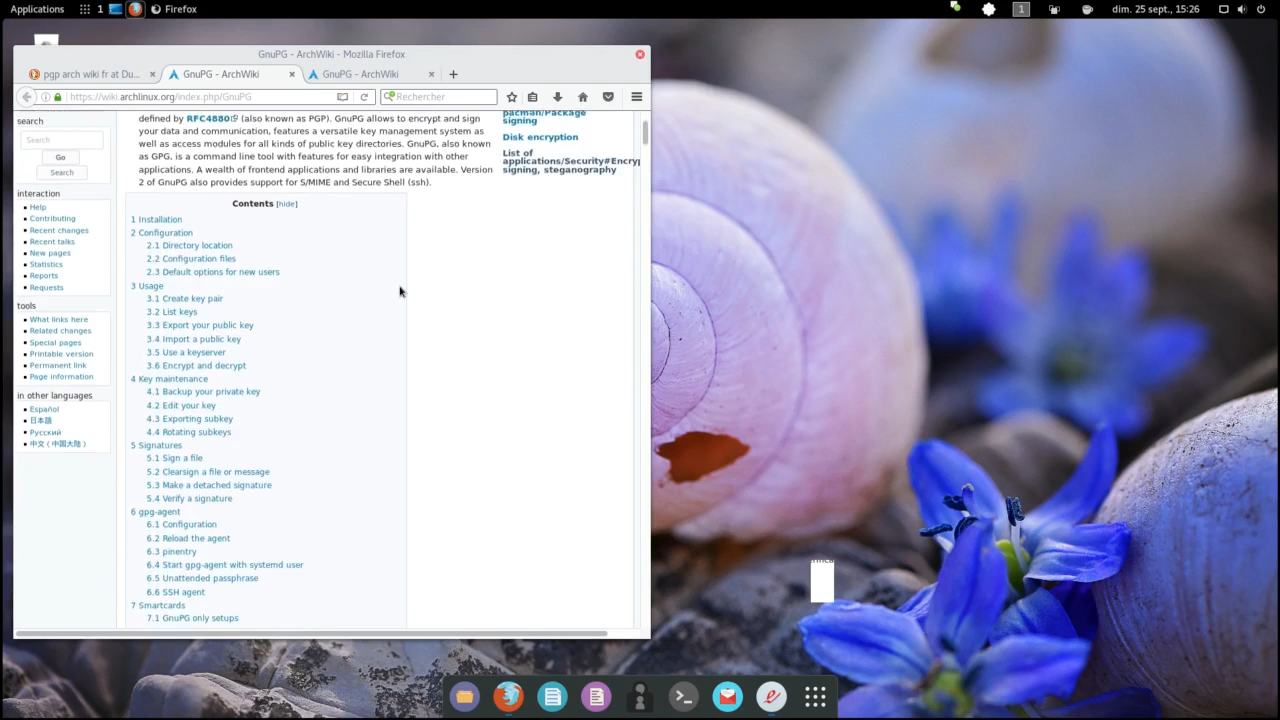 Applications
1
Firefox
1
dim. 25 sept., 15:26
GnuPG - ArchWiki - Mozilla Firefox
pgp arch wiki fr at Du...
GnuPG - ArchWiki
GnuPG - ArchWiki
https://wiki.archlinux.org/index.php/GnuPG
Rechercher
search
Search
Go
Search
interaction
Help
Contributing
Recent changes
Recent talks
New pages
Statistics
Reports
Requests
tools
What links here
Related changes
Special pages
Printable version
Permanent link
Page information
in other languages
Español
日本語
Русский
中文（中国大陆）
defined by RFC4880 (also known as PGP). GnuPG allows to encrypt and sign
your data and communication, features a versatile key management system as
well as access modules for all kinds of public key directories. GnuPG, also known
as GPG, is a command line tool with features for easy integration with other
applications. A wealth of frontend applications and libraries are available. Version
2 of GnuPG also provides support for S/MIME and Secure Shell (ssh).
pacman/Package
signing
Disk encryption
List of
applications/Security#Encryp
signing, steganography
Contents [hide]
1 Installation
2 Configuration
2.1 Directory location
2.2 Configuration files
2.3 Default options for new users
3 Usage
3.1 Create key pair
3.2 List keys
3.3 Export your public key
3.4 Import a public key
3.5 Use a keyserver
3.6 Encrypt and decrypt
4 Key maintenance
4.1 Backup your private key
4.2 Edit your key
4.3 Exporting subkey
4.4 Rotating subkeys
5 Signatures
5.1 Sign a file
5.2 Clearsign a file or message
5.3 Make a detached signature
5.4 Verify a signature
6 gpg-agent
6.1 Configuration
6.2 Reload the agent
6.3 pinentry
6.4 Start gpg-agent with systemd user
6.5 Unattended passphrase
6.6 SSH agent
7 Smartcards
7.1 GnuPG only setups